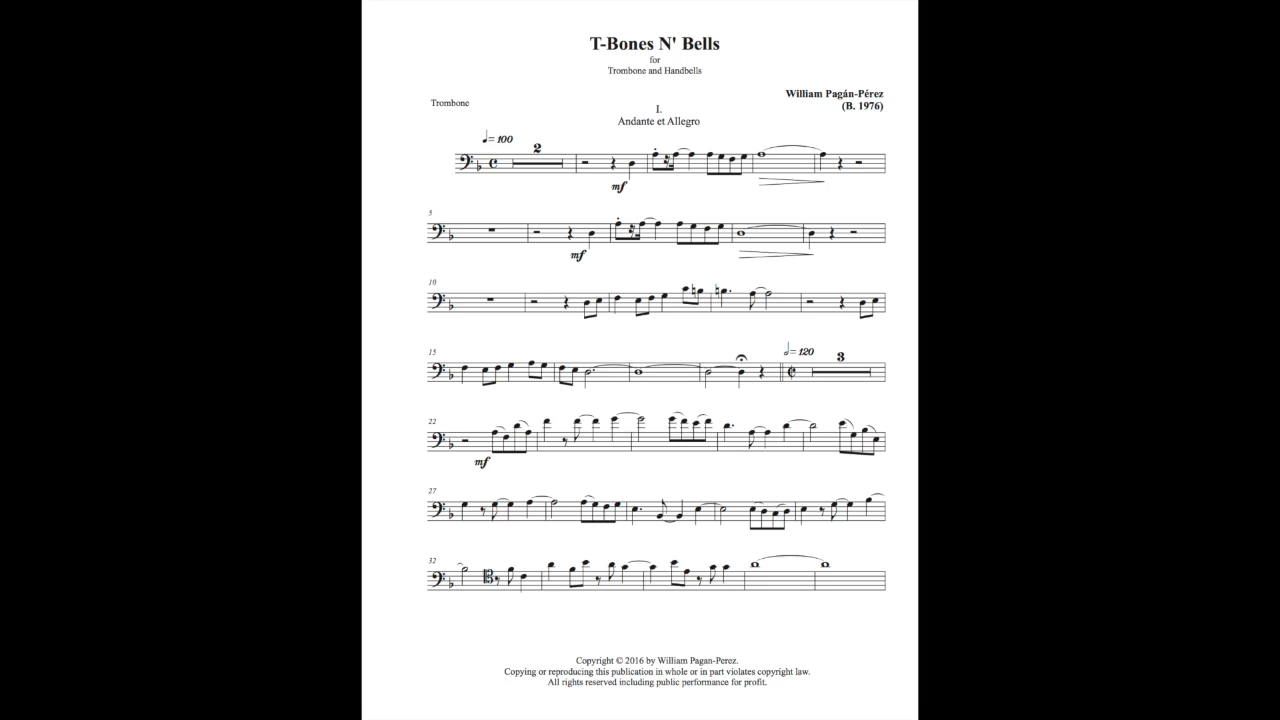 T-Bones N' Bells
for
Trombone and Handbells
William Pagán-Pérez
(B. 1976)
Trombone
I.
Andante et Allegro
= 100
2
mf
5
mf
10
15
= 120
3
22
mf
27
32
Copyright © 2016 by William Pagan-Perez.
Copying or reproducing this publication in whole or in part violates copyright law.
All rights reserved including public performance for profit.